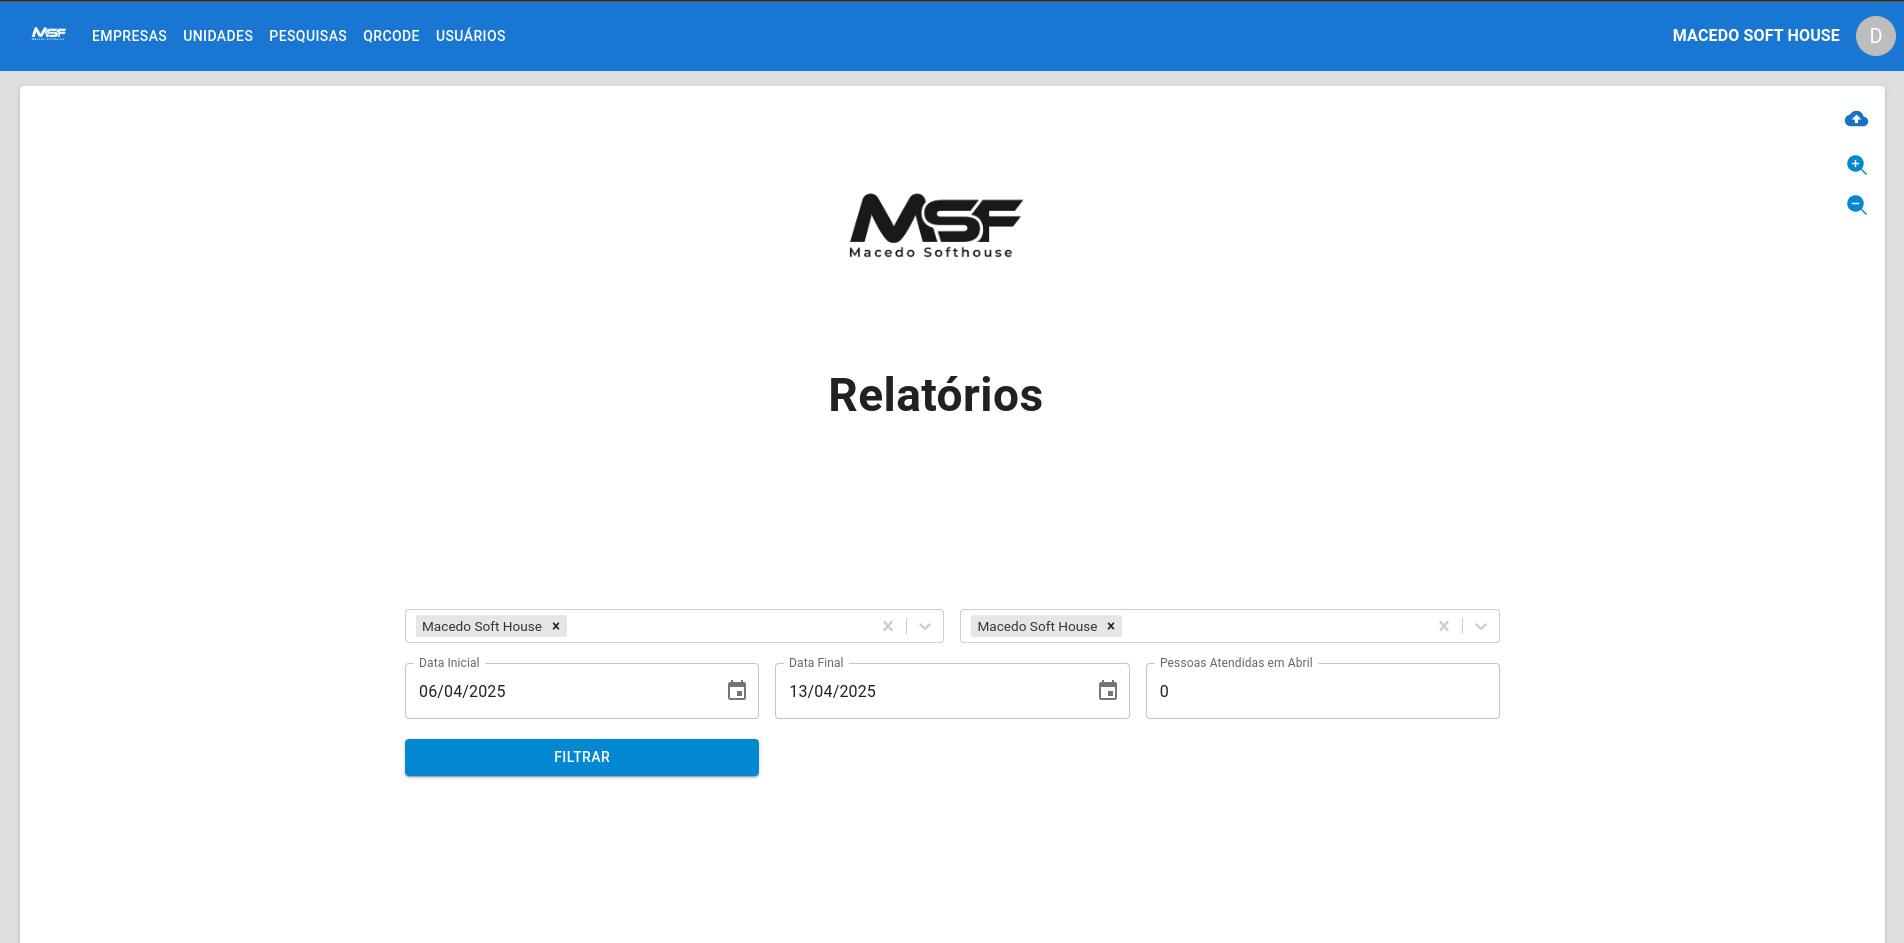 MSF EMPRESAS UNIDADES PESQUISAS QRCODE USUÁRIOS MACEDO SOFT HOUSE D
MSF
Macedo Softhouse
Relatórios
Macedo Soft House Macedo Soft House
Data Inicial Data Final Pessoas Atendidas em Abril
06/04/2025 13/04/2025 0
FILTRAR